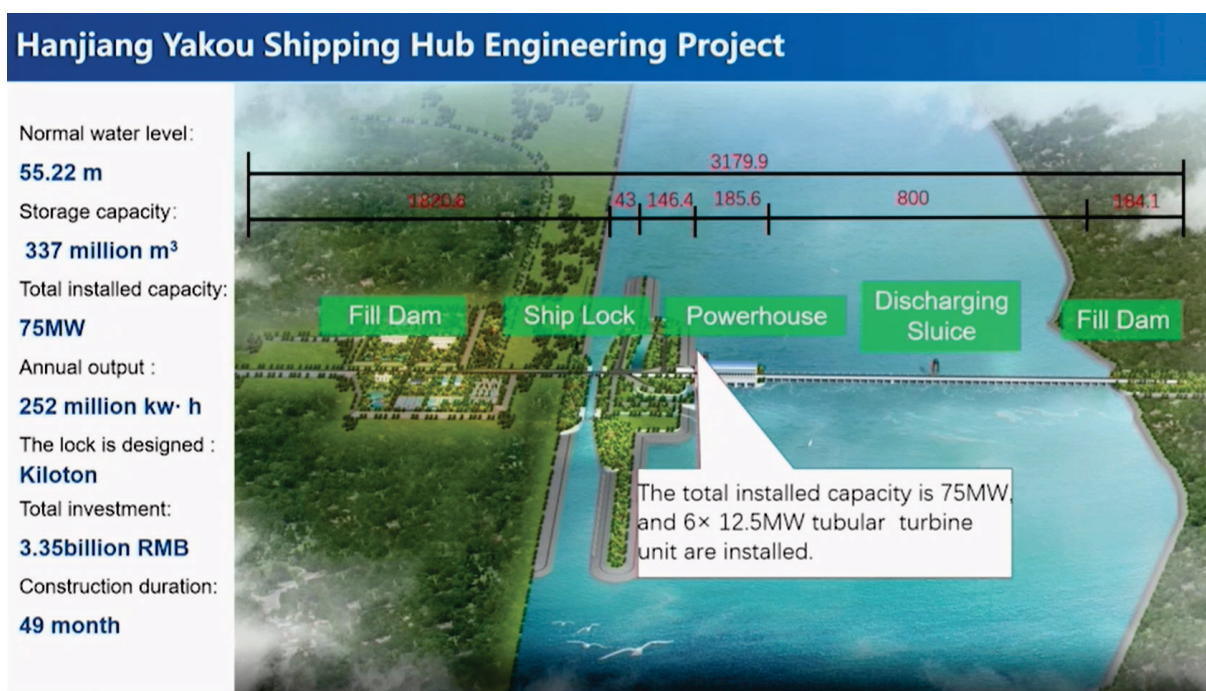 Hanjiang Yakou Shipping Hub Engineering Project
Normal water level:
55.22 m
Storage capacity:
337 million m³
Total installed capacity:
75MW
Annual output :
252 million kw· h
The lock is designed :
Kiloton
Total investment:
3.35billion RMB
Construction duration:
49 month
3179.9
1820.8
43
146.4
185.6
800
184.1
Fill Dam
Ship Lock
Powerhouse
Discharging
Sluice
Fill Dam
The total installed capacity is 75MW,
and 6× 12.5MW tubular turbine
unit are installed.